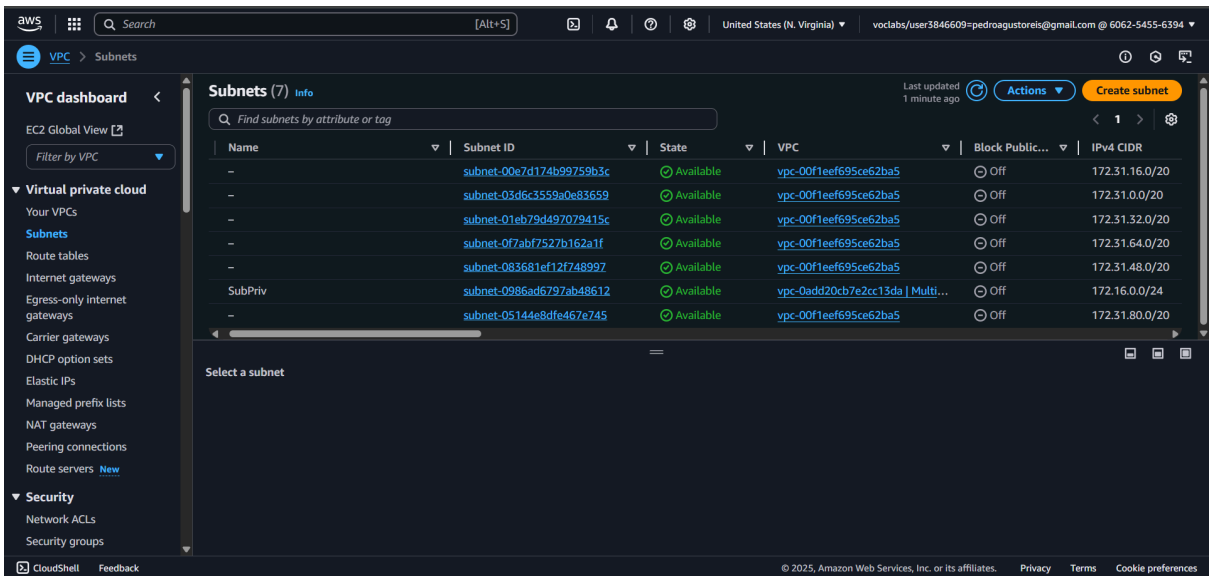 aws
Search [Alt+S] United States (N. Virginia) ▼ voclabs/user3846609=pedroagustoreis@gmail.com @ 6062-5455-6394 ▼
VPC > Subnets
VPC dashboard
EC2 Global View
Filter by VPC
Virtual private cloud
Your VPCs
Subnets
Route tables
Internet gateways
Egress-only internet
gateways
Carrier gateways
DHCP option sets
Elastic IPs
Managed prefix lists
NAT gateways
Peering connections
Route servers New
Security
Network ACLs
Security groups
Subnets (7) Info
Last updated
1 minute ago
Actions ▼
Create subnet
Find subnets by attribute or tag
< 1 >
Name Subnet ID State VPC Block Public... IPv4 CIDR
– subnet-00e7d174b99759b3c Available vpc-00f1eef695ce62ba5 Off 172.31.16.0/20
– subnet-03d6c3559a0e83659 Available vpc-00f1eef695ce62ba5 Off 172.31.0.0/20
– subnet-01eb79d497079415c Available vpc-00f1eef695ce62ba5 Off 172.31.32.0/20
– subnet-0f7abf7527b162a1f Available vpc-00f1eef695ce62ba5 Off 172.31.64.0/20
– subnet-083681ef12f748997 Available vpc-00f1eef695ce62ba5 Off 172.31.48.0/20
SubPriv subnet-0986ad6797ab48612 Available vpc-0add20cb7e2cc13da | Multi... Off 172.16.0.0/24
– subnet-05144e8dfe467e745 Available vpc-00f1eef695ce62ba5 Off 172.31.80.0/20
Select a subnet
CloudShell Feedback © 2025, Amazon Web Services, Inc. or its affiliates. Privacy Terms Cookie preferences